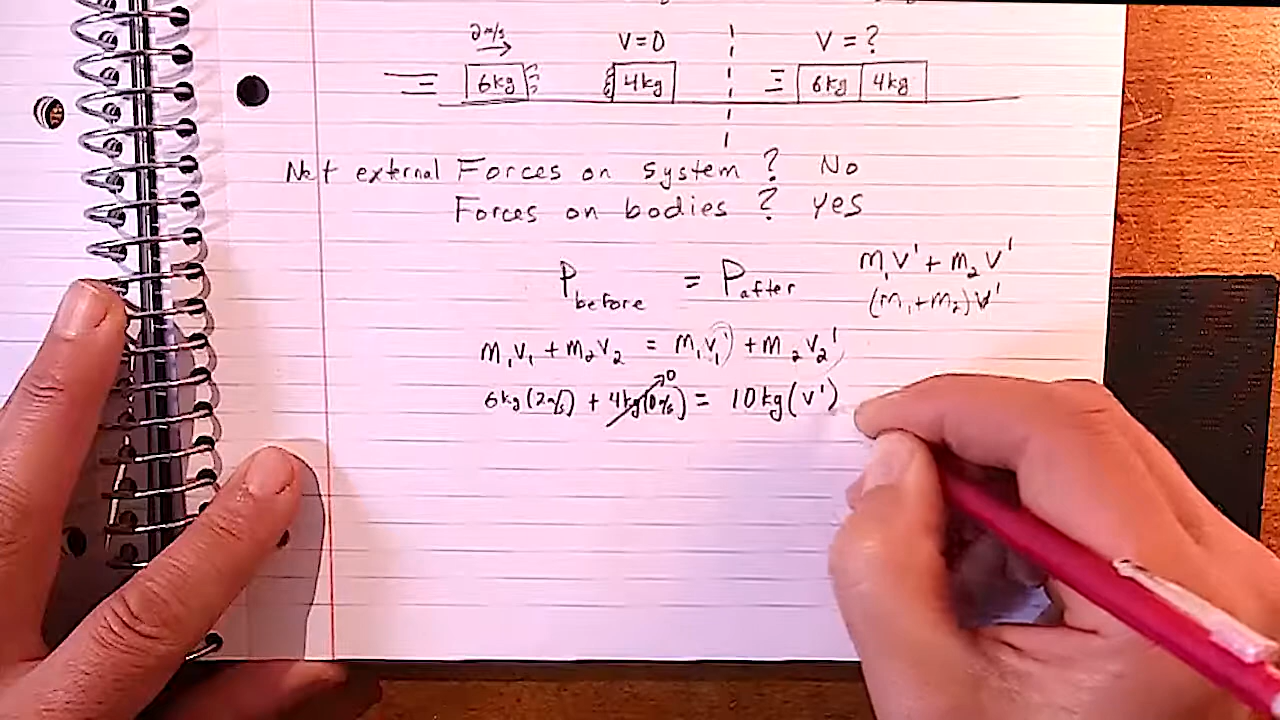 2m/s V=0 V=?
6kg 4kg 6kg 4kg
Net external Forces on system? No
Forces on bodies? Yes
P before = P after
m₁v' + m₂v'
(m₁+m₂)v'
m₁v₁ + m₂v₂ = m₁v₁' + m₂v₂'
6kg(2m/s) + 4kg(0m/s) = 10kg(v')
0